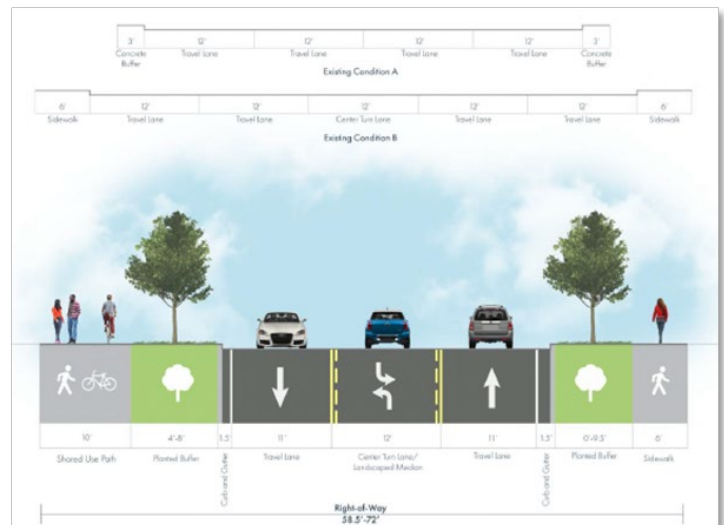 3' 12' 12' 12' 12' 3'
Concrete Buffer Travel Lane Travel Lane Travel Lane Travel Lane Concrete Buffer
Existing Condition A
6' 12' 12' 12' 12' 12' 6'
Sidewalk Travel Lane Travel Lane Center Turn Lane Travel Lane Travel Lane Sidewalk
Existing Condition B
10' 4'-8' 1.5' 11' 12' 11' 1.5' 0'-9.5' 6'
Shared Use Path Planted Buffer Curb and Gutter Travel Lane Center Turn Lane/ Landscaped Median Travel Lane Curb and Gutter Planted Buffer Sidewalk
Right-of-Way
58.5'-72'